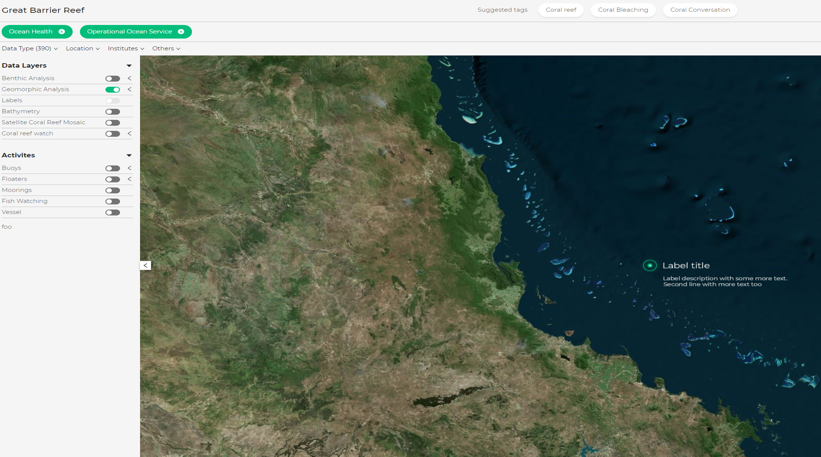 Great Barrier Reef
Suggested tags
Coral reef
Coral Bleaching
Coral Conversation
Ocean Health
Operational Ocean Service
Data Type (390)
Location
Institutes
Others
Data Layers
Benthic Analysis
Geomorphic Analysis
Labels
Bathymetry
Satellite Coral Reef Mosaic
Coral reef watch
Activites
Buoys
Floaters
Moorings
Fish Watching
Vessel
foo
Label title
Label description with some more text.
Second line with more text too